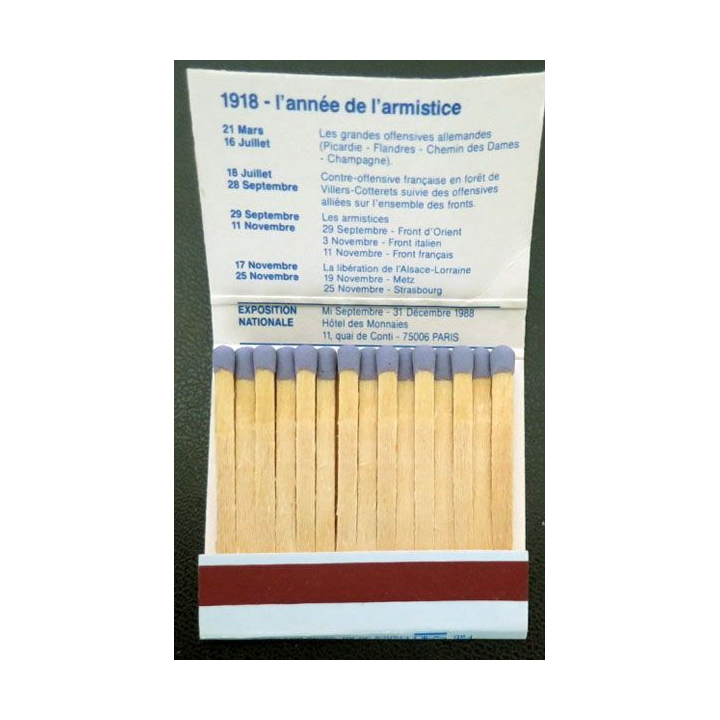 1918 - l'année de l'armistice
21 Mars
16 Juillet
Les grandes offensives allemandes
(Picardie - Flandres - Chemin des Dames
- Champagne).
18 Juillet
28 Septembre
Contre-offensive française en forêt de
Villers-Cotterets suivie des offensives
alliées sur l'ensemble des fronts.
29 Septembre
11 Novembre
Les armistices
29 Septembre - Front d'Orient
3 Novembre - Front italien
11 Novembre - Front français
17 Novembre
25 Novembre
La libération de l'Alsace-Lorraine
19 Novembre - Metz
25 Novembre - Strasbourg
EXPOSITION
NATIONALE
Mi Septembre - 31 Décembre 1988
Hôtel des Monnaies
11, quai de Conti - 75006 PARIS